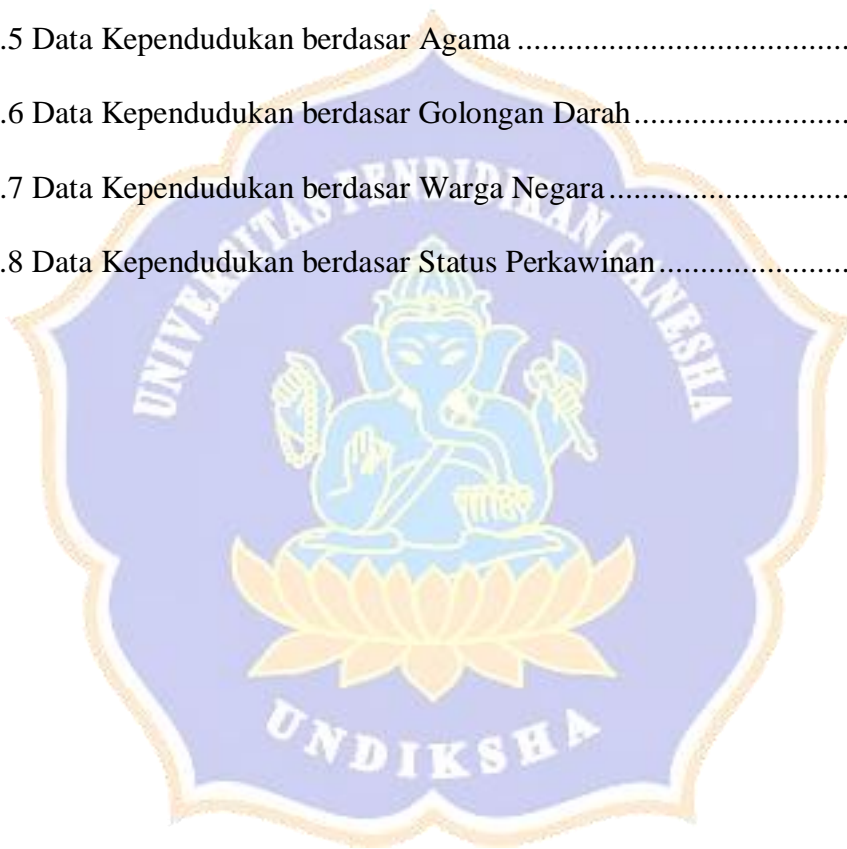 .5 Data Kependudukan berdasar Agama ........................................
.6 Data Kependudukan berdasar Golongan Darah..........................
.7 Data Kependudukan berdasar Warga Negara.............................
.8 Data Kependudukan berdasar Status Perkawinan.......................
UNIVERSITAS PENDIDIKAN GANESHA
UNDIKSHA